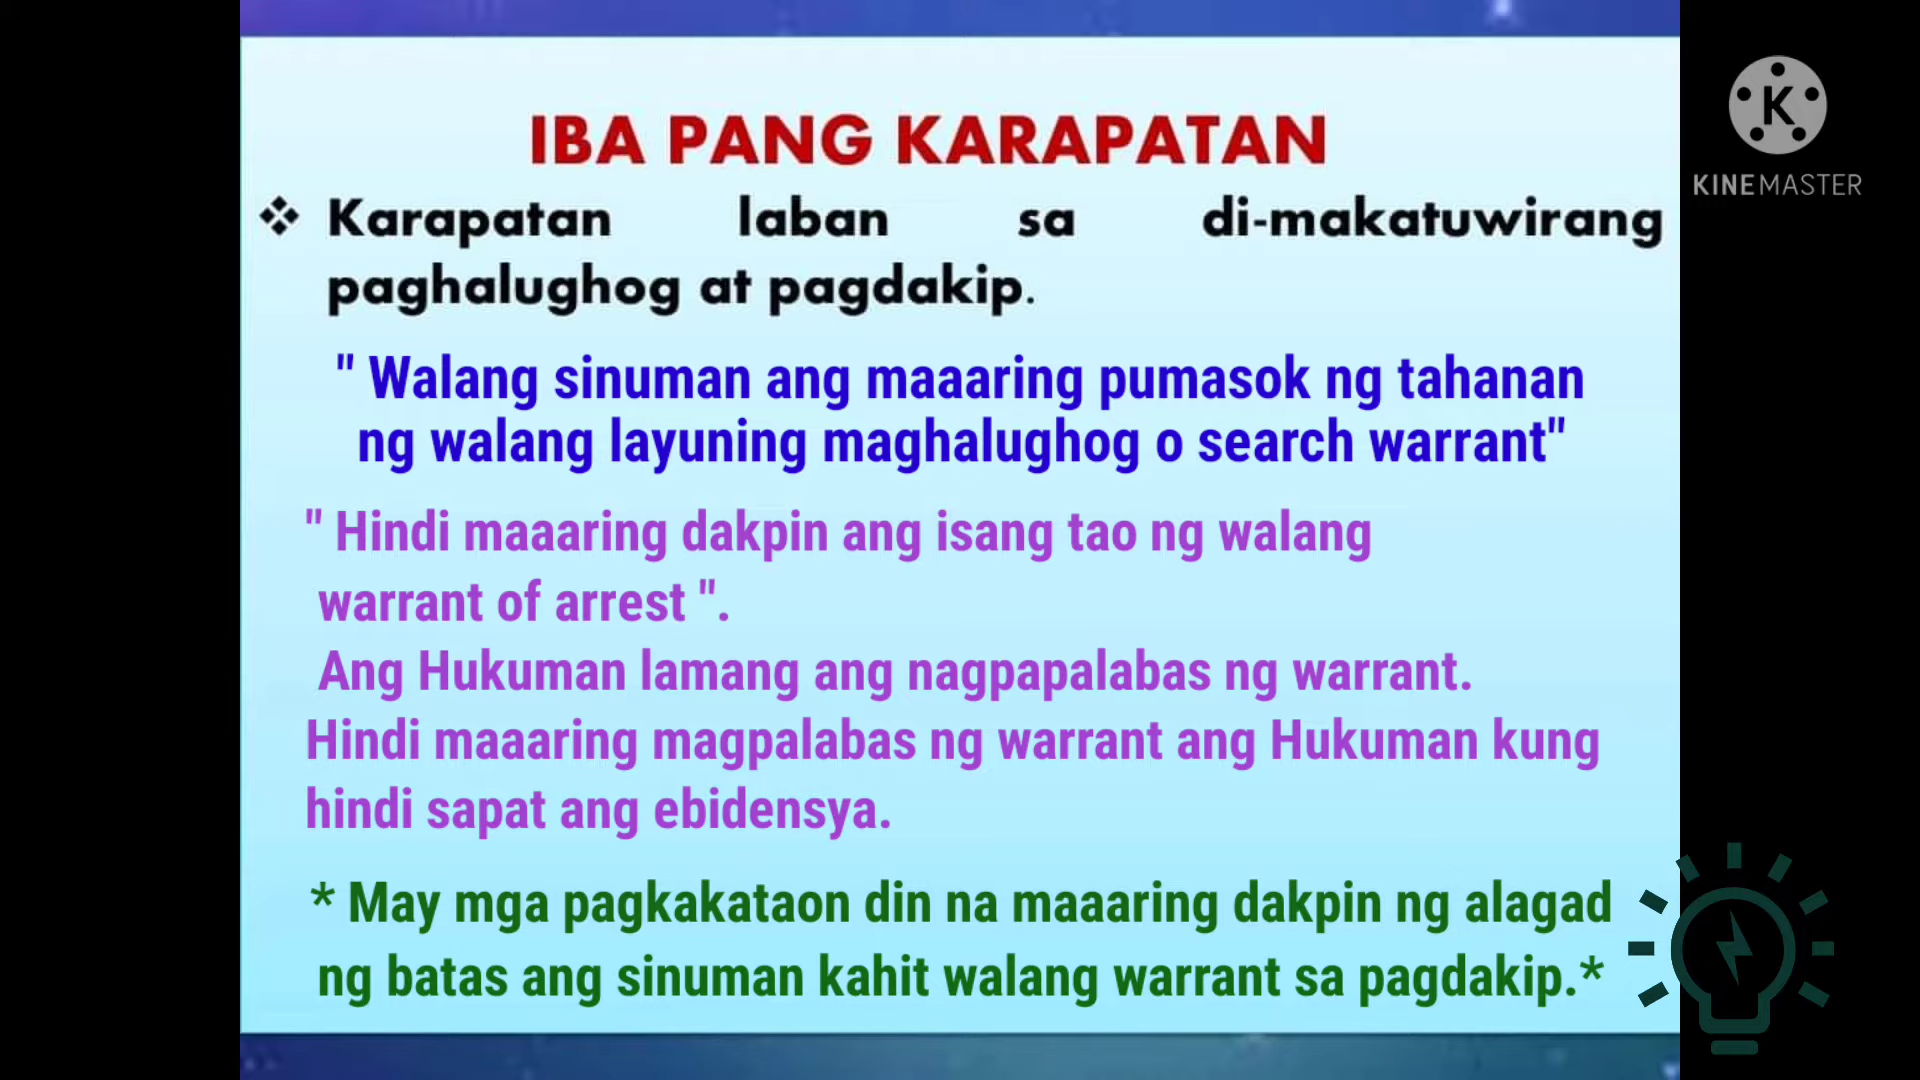 IBA PANG KARAPATAN
❖ Karapatan laban sa di-makatuwirang
paghalughog at pagdakip.
" Walang sinuman ang maaaring pumasok ng tahanan
ng walang layuning maghalughog o search warrant"
" Hindi maaaring dakpin ang isang tao ng walang
warrant of arrest ".
Ang Hukuman lamang ang nagpapalabas ng warrant.
Hindi maaaring magpalabas ng warrant ang Hukuman kung
hindi sapat ang ebidensya.
* May mga pagkakataon din na maaaring dakpin ng alagad
ng batas ang sinuman kahit walang warrant sa pagdakip.*
K
KINEMASTER